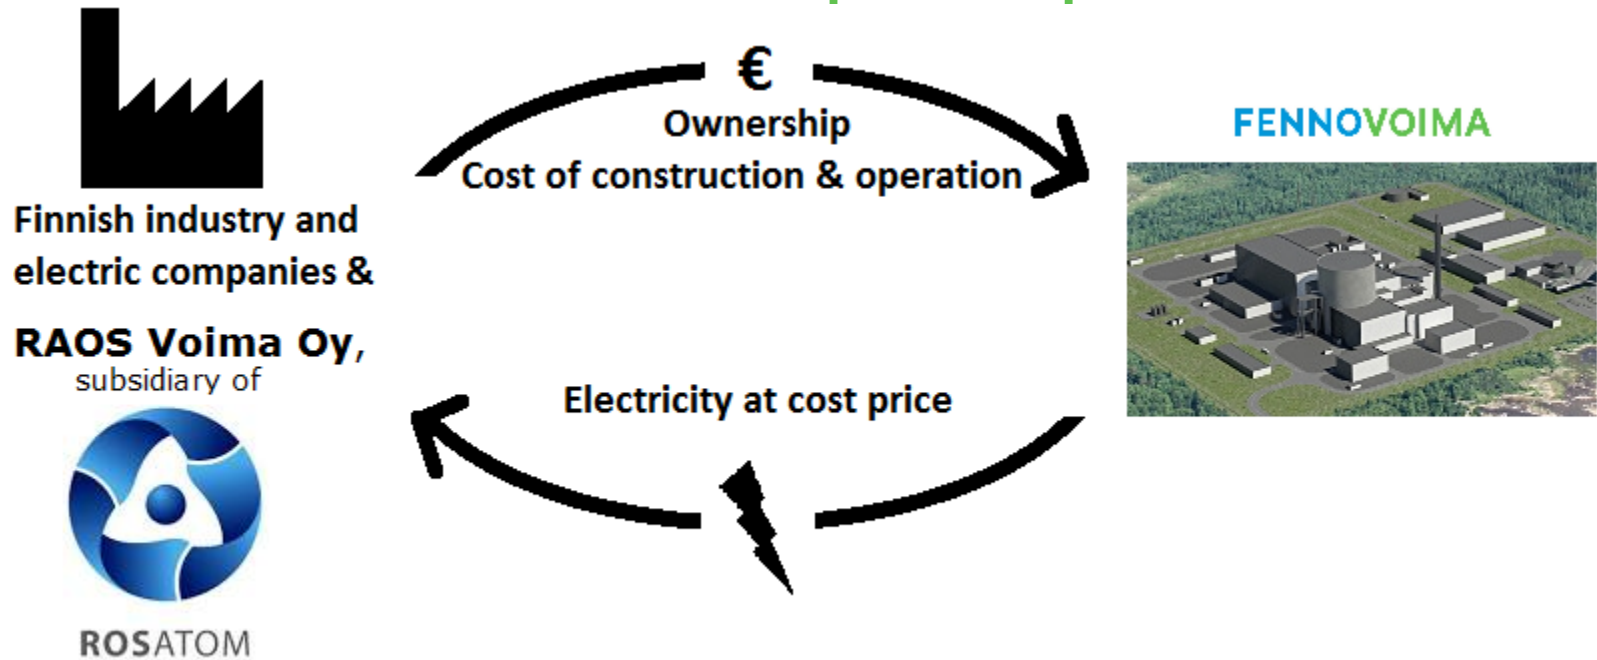 €
Ownership
Cost of construction & operation
FENNOVOIMA
Finnish industry and
electric companies &
RAOS Voima Oy,
subsidiary of
ROSATOM
Electricity at cost price